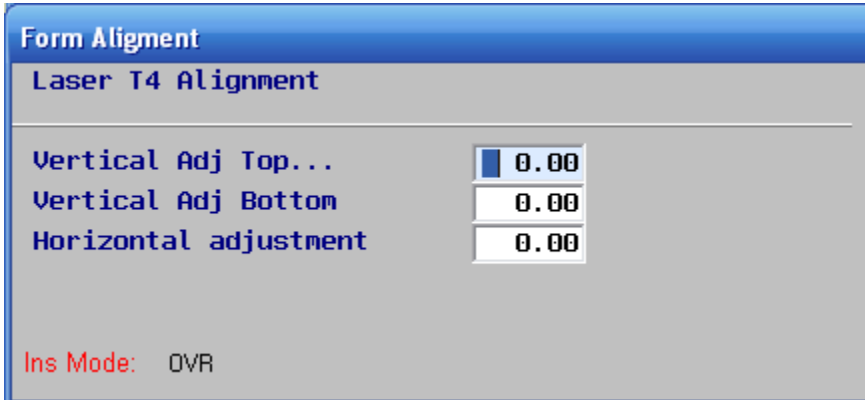 Form Aligment
Laser T4 Alignment
Vertical Adj Top... 0.00
Vertical Adj Bottom 0.00
Horizontal adjustment 0.00
Ins Mode: OVR